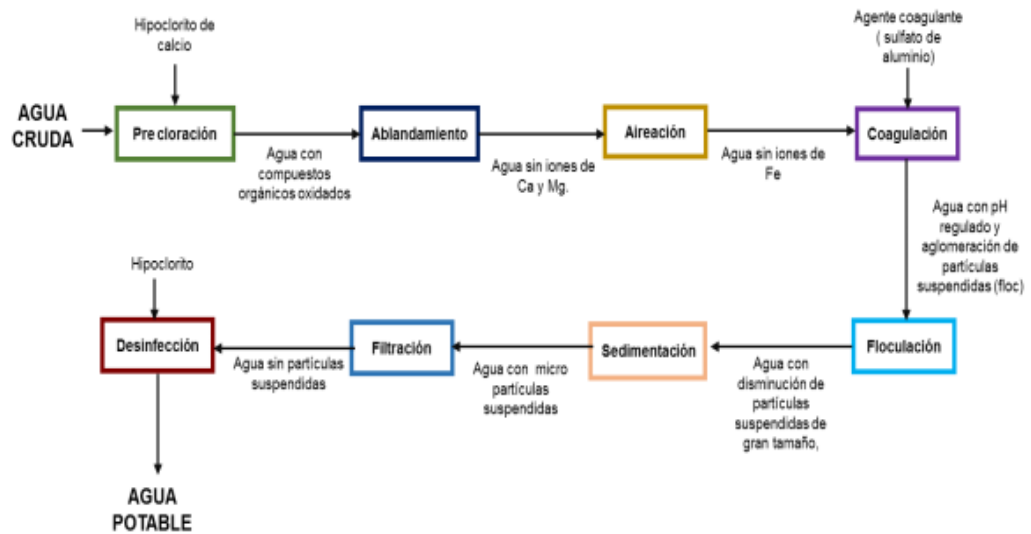 Hipoclorito de
calcio
AGUA
CRUDA
Pre cloración
Agua con
compuestos
orgánicos oxidados
Ablandamiento
Agua sin iones de
Ca y Mg.
Aireación
Agua sin iones de
Fe
Agente coagulante
( sulfato de
aluminio)
Coagulación
Agua con pH
regulado y
aglomeración de
partículas
suspendidas (floc)
Floculación
Agua con
disminución de
partículas
suspendidas de
gran tamaño,
Sedimentación
Agua con micro
partículas
suspendidas
Filtración
Agua sin partículas
suspendidas
Hipoclorito
Desinfección
AGUA
POTABLE